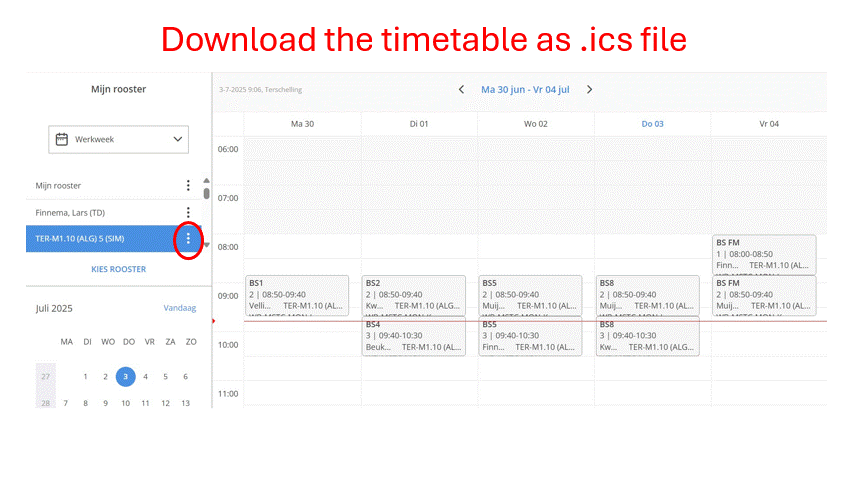 Download the timetable as .ics file
Mijn rooster
3-7-2025 9:06, Terschelling
Ma 30 jun - Vr 04 jul
Werkweek
Mijn rooster
Finnema, Lars (TD)
TER-M1.10 (ALG) 5 (SIM)
KIES ROOSTER
Juli 2025 Vandaag
MA DI WO DO VR ZA ZO
27 1 2 3 4 5 6
28 7 8 9 10 11 12 13
Ma 30 Di 01 Wo 02 Do 03 Vr 04
06:00
07:00
08:00
09:00
10:00
11:00
BS1
2 | 08:50-09:40
Velli... TER-M1.10 (AL...
BS2
2 | 08:50-09:40
Kw... TER-M1.10 (ALG...
BS4
3 | 09:40-10:30
Beuk... TER-M1.10 (AL...
BS5
2 | 08:50-09:40
Muij... TER-M1.10 (AL...
BS5
3 | 09:40-10:30
Finn... TER-M1.10 (AL...
BS8
2 | 08:50-09:40
Muij... TER-M1.10 (AL...
BS8
3 | 09:40-10:30
Kw... TER-M1.10 (ALG...
BS FM
1 | 08:00-08:50
Finn... TER-M1.10 (AL...
BS FM
2 | 08:50-09:40
Muij... TER-M1.10 (AL...